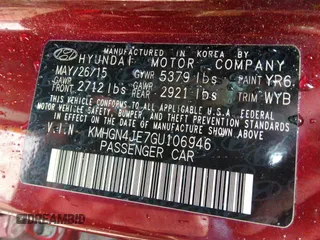 MANUFACTURED IN KOREA BY
HYUNDAI MOTOR COMPANY
MAY/26/15 GVWR 5379 lbs PAINT YR6
GAWR FRONT 2712 lbs GAWR REAR 2921 lbs TRIM WYB
THIS VEHICLE CONFORMS TO ALL APPLICABLE U.S. FEDERAL MOTOR VEHICLE SAFETY, BUMPER, AND THEFT PREVENTION STANDARDS IN EFFECT ON THE DATE OF MANUFACTURE SHOWN ABOVE.
V.I.N KMHGN4JE7GU106946
PASSENGER CAR
DREAMBID